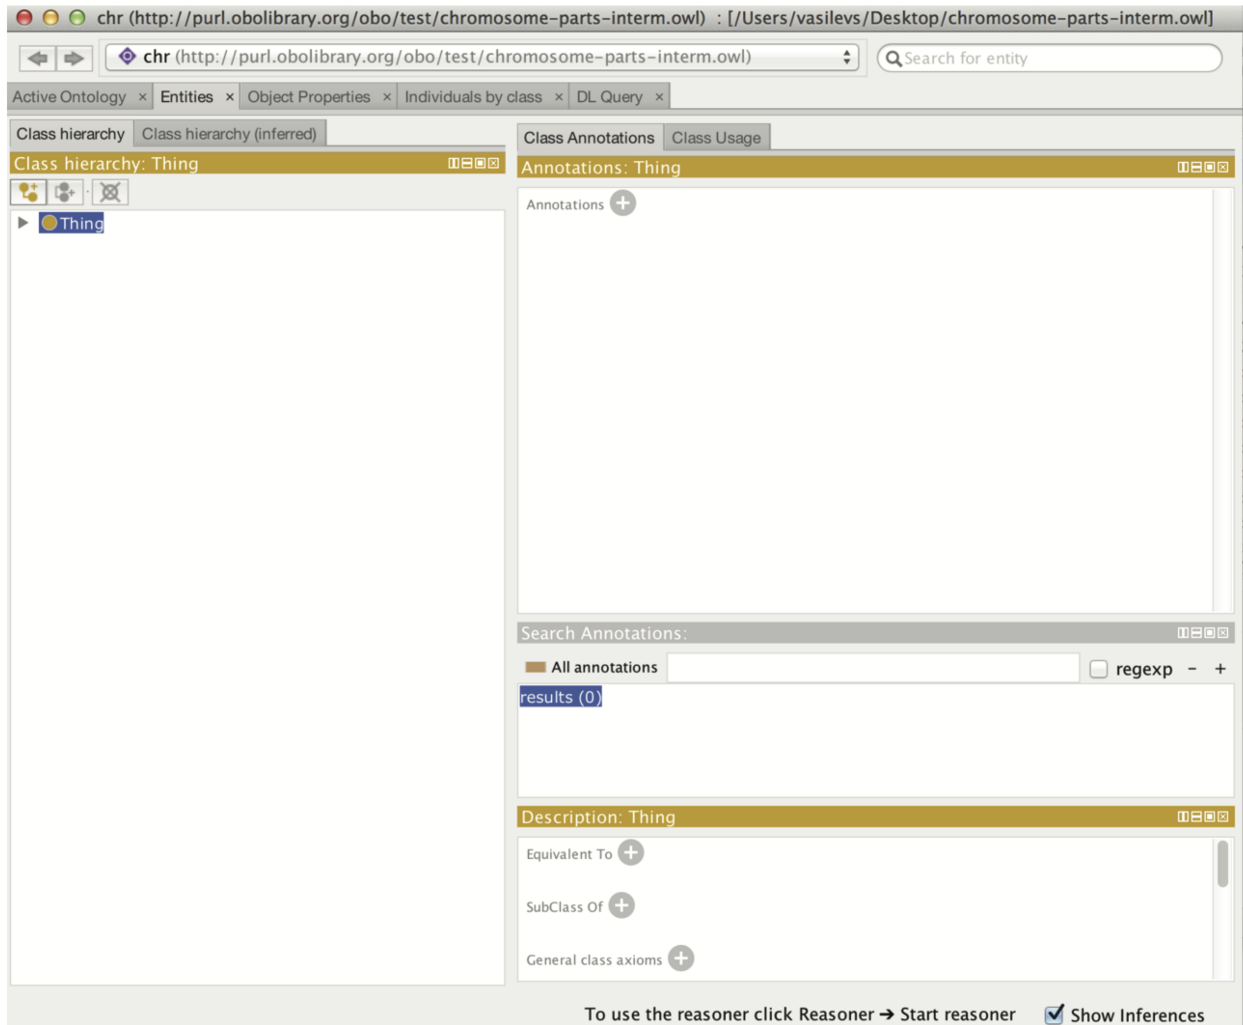 chr (http://purl.obolibrary.org/obo/test/chromosome-parts-interm.owl) : [/Users/vasilevs/Desktop/chromosome-parts-interm.owl]
chr (http://purl.obolibrary.org/obo/test/chromosome-parts-interm.owl)
Search for entity
Active Ontology × Entities × Object Properties × Individuals by class × DL Query ×
Class hierarchy Class hierarchy (inferred)
Class hierarchy: Thing
Thing
Class Annotations Class Usage
Annotations: Thing
Annotations
Search Annotations:
All annotations
regexp - +
results (0)
Description: Thing
Equivalent To
SubClass Of
General class axioms
To use the reasoner click Reasoner → Start reasoner
Show Inferences